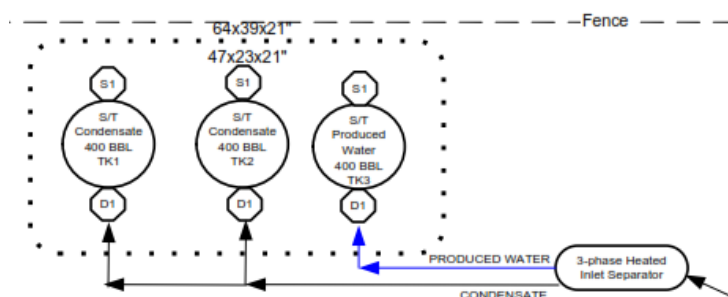 Fence
64x39x21"
47x23x21"
S1
S1
S1
S/T
Condensate
400 BBL
TK1
S/T
Condensate
400 BBL
TK2
S/T
Produced
Water
400 BBL
TK3
D1
D1
D1
PRODUCED WATER
3-phase Heated
Inlet Separator
CONDENSATE